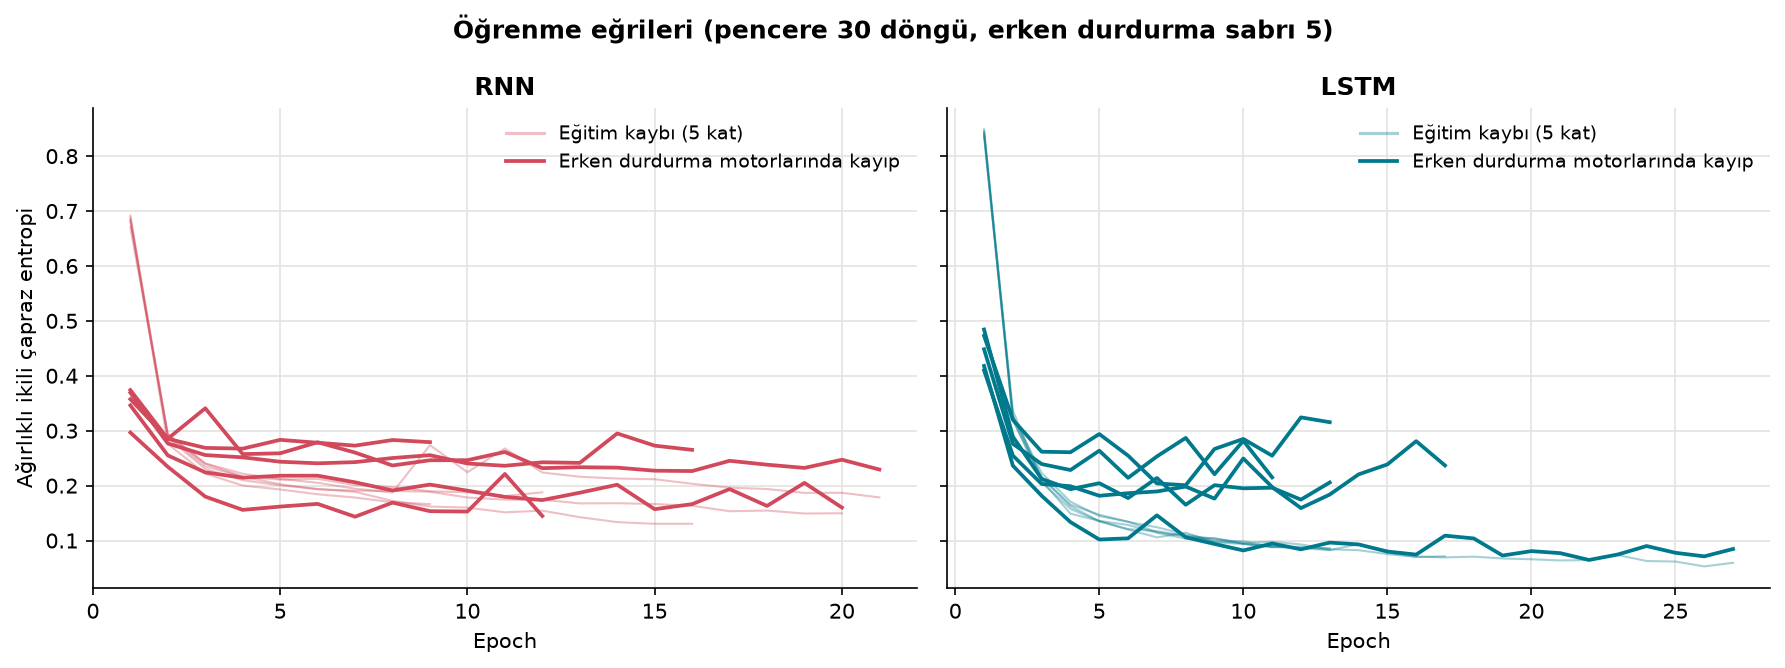 Öğrenme eğrileri (pencere 30 döngü, erken durdurma sabrı 5)
RNN
Eğitim kaybı (5 kat)
Erken durdurma motorlarında kayıp
Ağırlıklı ikili çapraz entropi
0.8
0.7
0.6
0.5
0.4
0.3
0.2
0.1
0 5 10 15 20
Epoch
LSTM
Eğitim kaybı (5 kat)
Erken durdurma motorlarında kayıp
0 5 10 15 20 25
Epoch